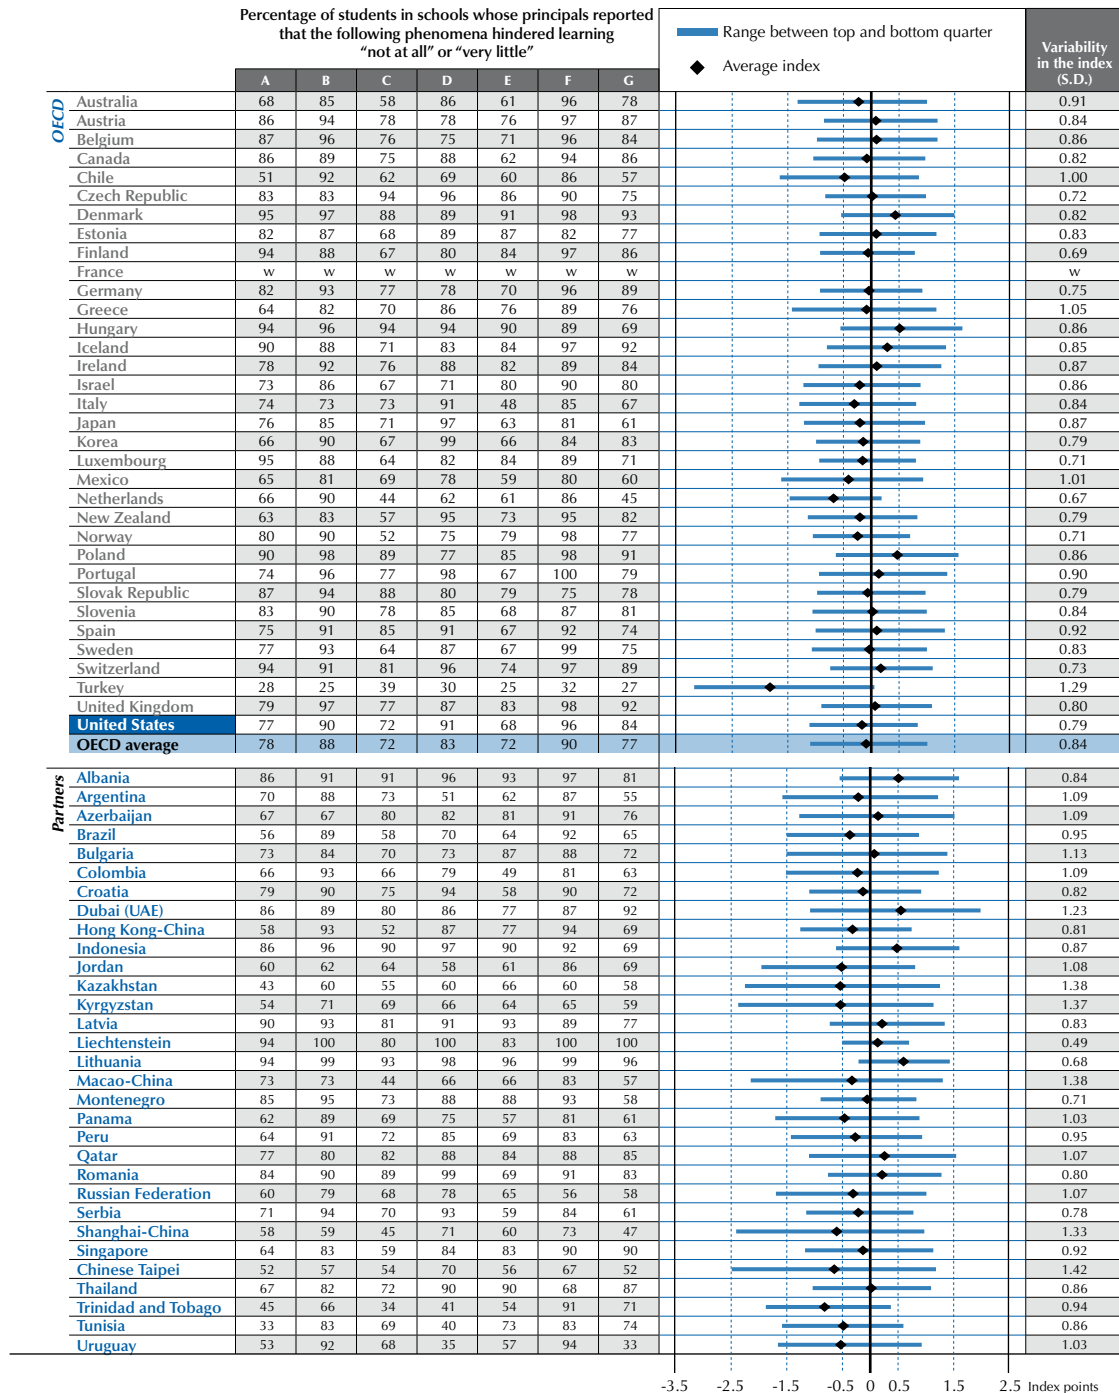 Percentage of students in schools whose principals reported
that the following phenomena hindered learning
“not at all” or “very little”
Range between top and bottom quarter
Average index
Variability
in the index
(S.D.)
A B C D E F G
OECD
Australia 68 85 58 86 61 96 78 0.91
Austria 86 94 78 78 76 97 87 0.84
Belgium 87 96 76 75 71 96 84 0.86
Canada 86 89 75 88 62 94 86 0.82
Chile 51 92 62 69 60 86 57 1.00
Czech Republic 83 83 94 96 86 90 75 0.72
Denmark 95 97 88 89 91 98 93 0.82
Estonia 82 87 68 89 87 82 77 0.83
Finland 94 88 67 80 84 97 86 0.69
France w w w w w w w w
Germany 82 93 77 78 70 96 89 0.75
Greece 64 82 70 86 76 89 76 1.05
Hungary 94 96 94 94 90 89 69 0.86
Iceland 90 88 71 83 84 97 92 0.85
Ireland 78 92 76 88 82 89 84 0.87
Israel 73 86 67 71 80 90 80 0.86
Italy 74 73 73 91 48 85 67 0.84
Japan 76 85 71 97 63 81 61 0.87
Korea 66 90 67 99 66 84 83 0.79
Luxembourg 95 88 64 82 84 89 71 0.71
Mexico 65 81 69 78 59 80 60 1.01
Netherlands 66 90 44 62 61 86 45 0.67
New Zealand 63 83 57 95 73 95 82 0.79
Norway 80 90 52 75 79 98 77 0.71
Poland 90 98 89 77 85 98 91 0.86
Portugal 74 96 77 98 67 100 79 0.90
Slovak Republic 87 94 88 80 79 75 78 0.79
Slovenia 83 90 78 85 68 87 81 0.84
Spain 75 91 85 91 67 92 74 0.92
Sweden 77 93 64 87 67 99 75 0.83
Switzerland 94 91 81 96 74 97 89 0.73
Turkey 28 25 39 30 25 32 27 1.29
United Kingdom 79 97 77 87 83 98 92 0.80
United States 77 90 72 91 68 96 84 0.79
OECD average 78 88 72 83 72 90 77 0.84
Partners
Albania 86 91 91 96 93 97 81 0.84
Argentina 70 88 73 51 62 87 55 1.09
Azerbaijan 67 67 80 82 81 91 76 1.09
Brazil 56 89 58 70 64 92 65 0.95
Bulgaria 73 84 70 73 87 88 72 1.13
Colombia 66 93 66 79 49 81 63 1.09
Croatia 79 90 75 94 58 90 72 0.82
Dubai (UAE) 86 89 80 86 77 87 92 1.23
Hong Kong-China 58 93 52 87 77 94 69 0.81
Indonesia 86 96 90 97 90 92 69 0.87
Jordan 60 62 64 58 61 86 69 1.08
Kazakhstan 43 60 55 60 66 60 58 1.38
Kyrgyzstan 54 71 69 66 64 65 59 1.37
Latvia 90 93 81 91 93 89 77 0.83
Liechtenstein 94 100 80 100 83 100 100 0.49
Lithuania 94 99 93 98 96 99 96 0.68
Macao-China 73 73 44 66 66 83 57 1.38
Montenegro 85 95 73 88 88 93 58 0.71
Panama 62 89 69 75 57 81 61 1.03
Peru 64 91 72 85 69 83 63 0.95
Qatar 77 80 82 88 84 88 85 1.07
Romania 84 90 89 99 69 91 83 0.80
Russian Federation 60 79 68 78 65 56 58 1.07
Serbia 71 94 70 93 59 84 61 0.78
Shanghai-China 58 59 45 71 60 73 47 1.33
Singapore 64 83 59 84 83 90 90 0.92
Chinese Taipei 52 57 54 70 56 67 52 1.42
Thailand 67 82 72 90 90 68 87 0.86
Trinidad and Tobago 45 66 34 41 54 91 71 0.94
Tunisia 33 83 69 40 73 83 74 0.86
Uruguay 53 92 68 35 57 94 33 1.03
-3.5 -2.5 -1.5 -0.5 0 0.5 1.5 2.5 Index points